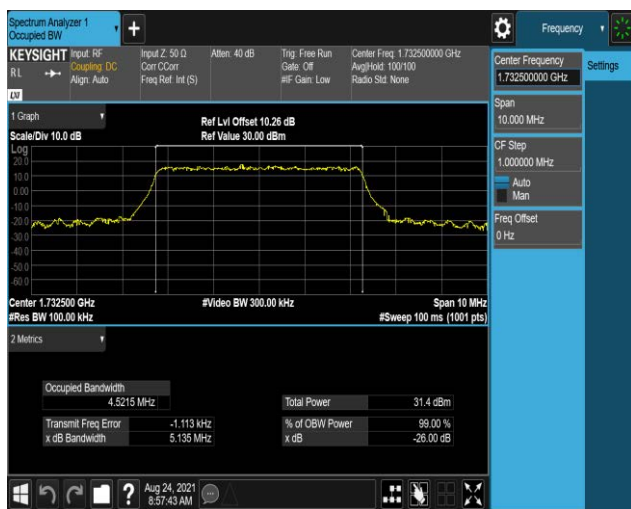 Spectrum Analyzer 1
Occupied BW
+
Frequency
KEYSIGHT
RL
LXI
Input: RF
Coupling: DC
Align: Auto
Input Z: 50 Ω
Corr CCorr
Freq Ref: Int (S)
Atten: 40 dB
Trig: Free Run
Gate: Off
#IF Gain: Low
Center Freq: 1.732500000 GHz
Avg|Hold: 100/100
Radio Std: None
Center Frequency
1.732500000 GHz
Settings
Span
10.000 MHz
CF Step
1.000000 MHz
Auto
Man
Freq Offset
0 Hz
1 Graph
Scale/Div 10.0 dB
Ref Lvl Offset 10.26 dB
Ref Value 30.00 dBm
Log
20.0
10.0
0.00
-10.0
-20.0
-30.0
-40.0
-50.0
-60.0
Center 1.732500 GHz
#Res BW 100.00 kHz
#Video BW 300.00 kHz
Span 10 MHz
#Sweep 100 ms (1001 pts)
2 Metrics
Occupied Bandwidth
4.5215 MHz
Total Power 31.4 dBm
Transmit Freq Error -1.113 kHz
% of OBW Power 99.00 %
x dB Bandwidth 5.135 MHz
x dB -26.00 dB
?
Aug 24, 2021
8:57:43 AM